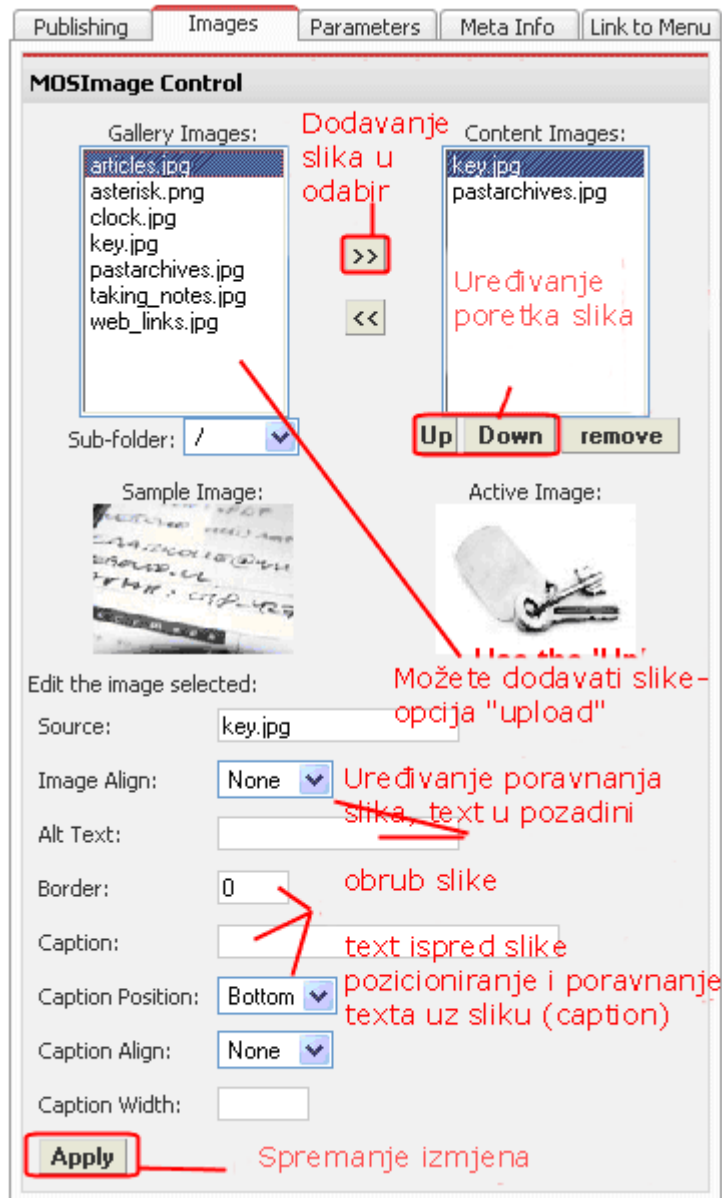 Publishing Images Parameters Meta Info Link to Menu
MOSImage Control
Gallery Images:
articles.jpg
asterisk.png
clock.jpg
key.jpg
pastarchives.jpg
taking_notes.jpg
web_links.jpg
Sub-folder: /
Dodavanje
slika u
odabir
>>
<<
Content Images:
key.jpg
pastarchives.jpg
Uređivanje
poretka slika
Up Down remove
Sample Image:
Active Image:
Možete dodavati slike-
opcija "upload"
Edit the image selected:
Source: key.jpg
Image Align: None
Uređivanje poravnanja
slika, text u pozadini
Alt Text:
Border: 0
obrub slike
Caption:
text ispred slike
pozicioniranje i poravnanje
texta uz sliku (caption)
Caption Position: Bottom
Caption Align: None
Caption Width:
Apply
Spremanje izmjena